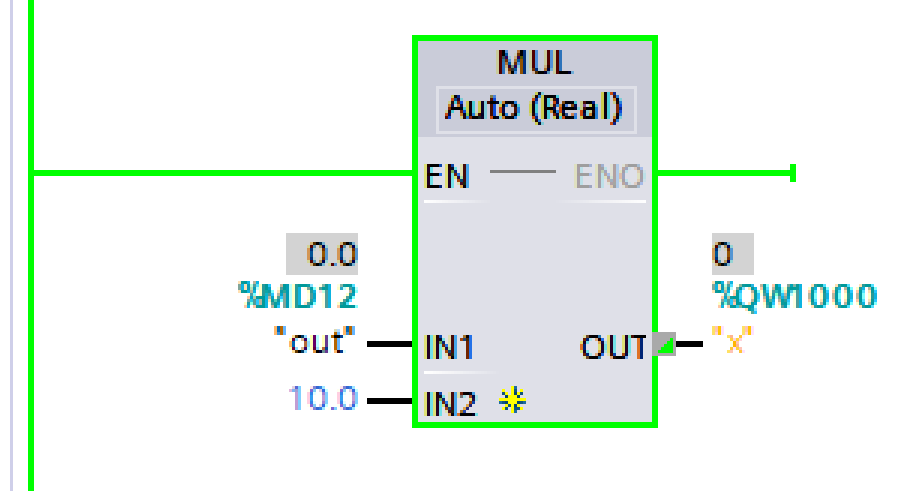 MUL
Auto (Real)
EN ENO
0.0 0
%MD12 %QW1000
"out" IN1 OUT "x"
10.0 IN2